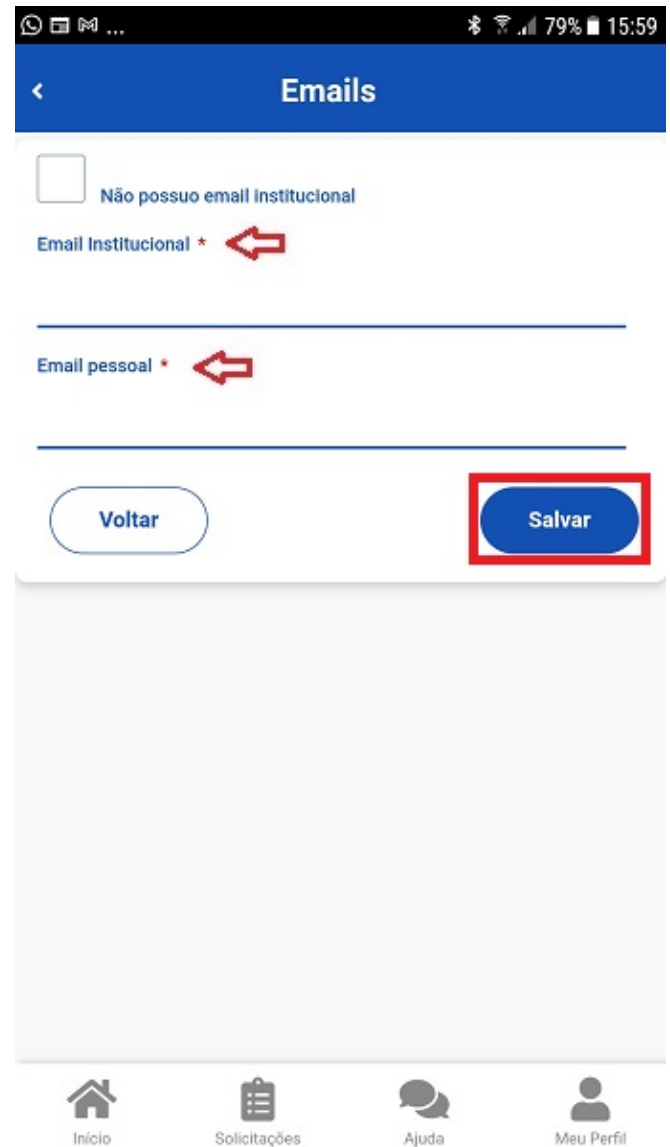 ... 79% 15:59
Emails
Não possuo email institucional
Email Institucional *
Email pessoal *
Voltar Salvar
Início Solicitações Ajuda Meu Perfil